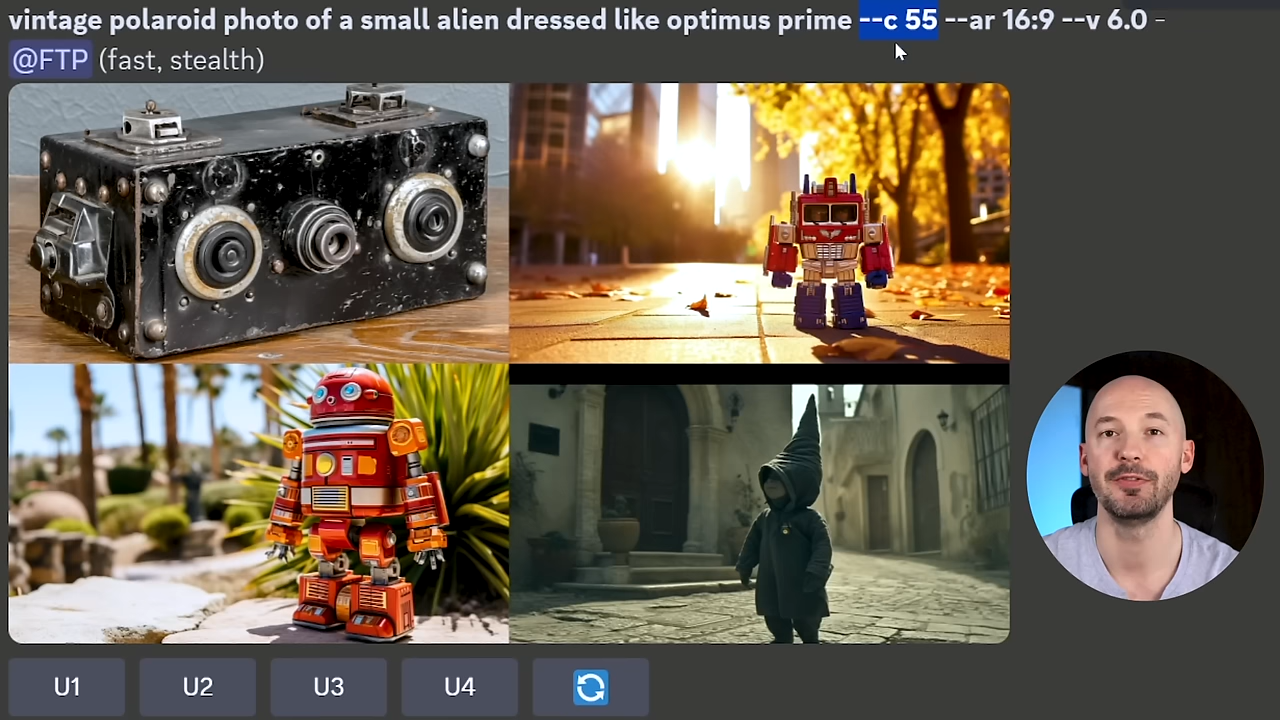 vintage polaroid photo of a small alien dressed like optimus prime --c 55 --ar 16:9 --v 6.0 -
@FTP (fast, stealth)
U1 U2 U3 U4